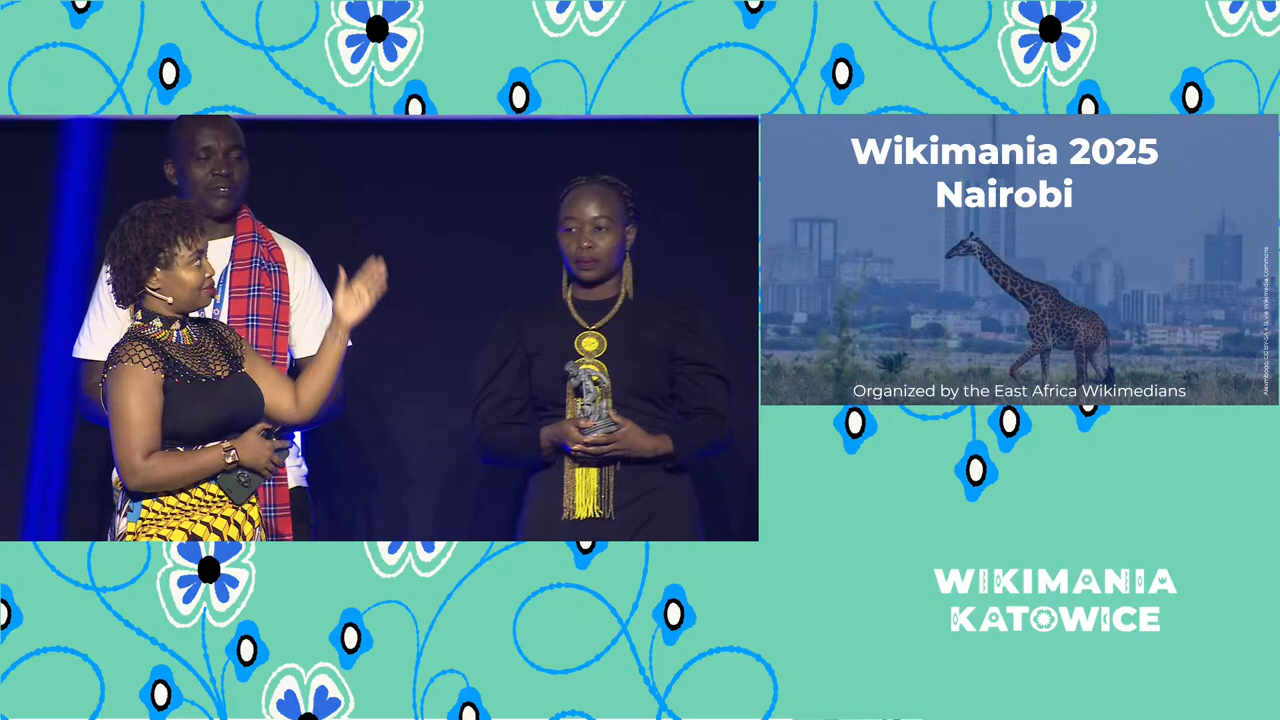 Wikimania 2025
Nairobi
Organized by the East Africa Wikimedians
WIKIMANIA
KATOWICE